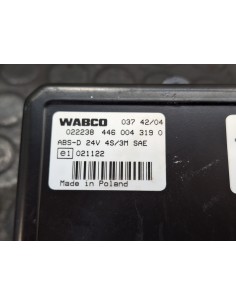 WABCO 037 42/04
022238 446 004 319 0
ABS-D 24V 4S/3M SAE
e1 021122
Made in Poland